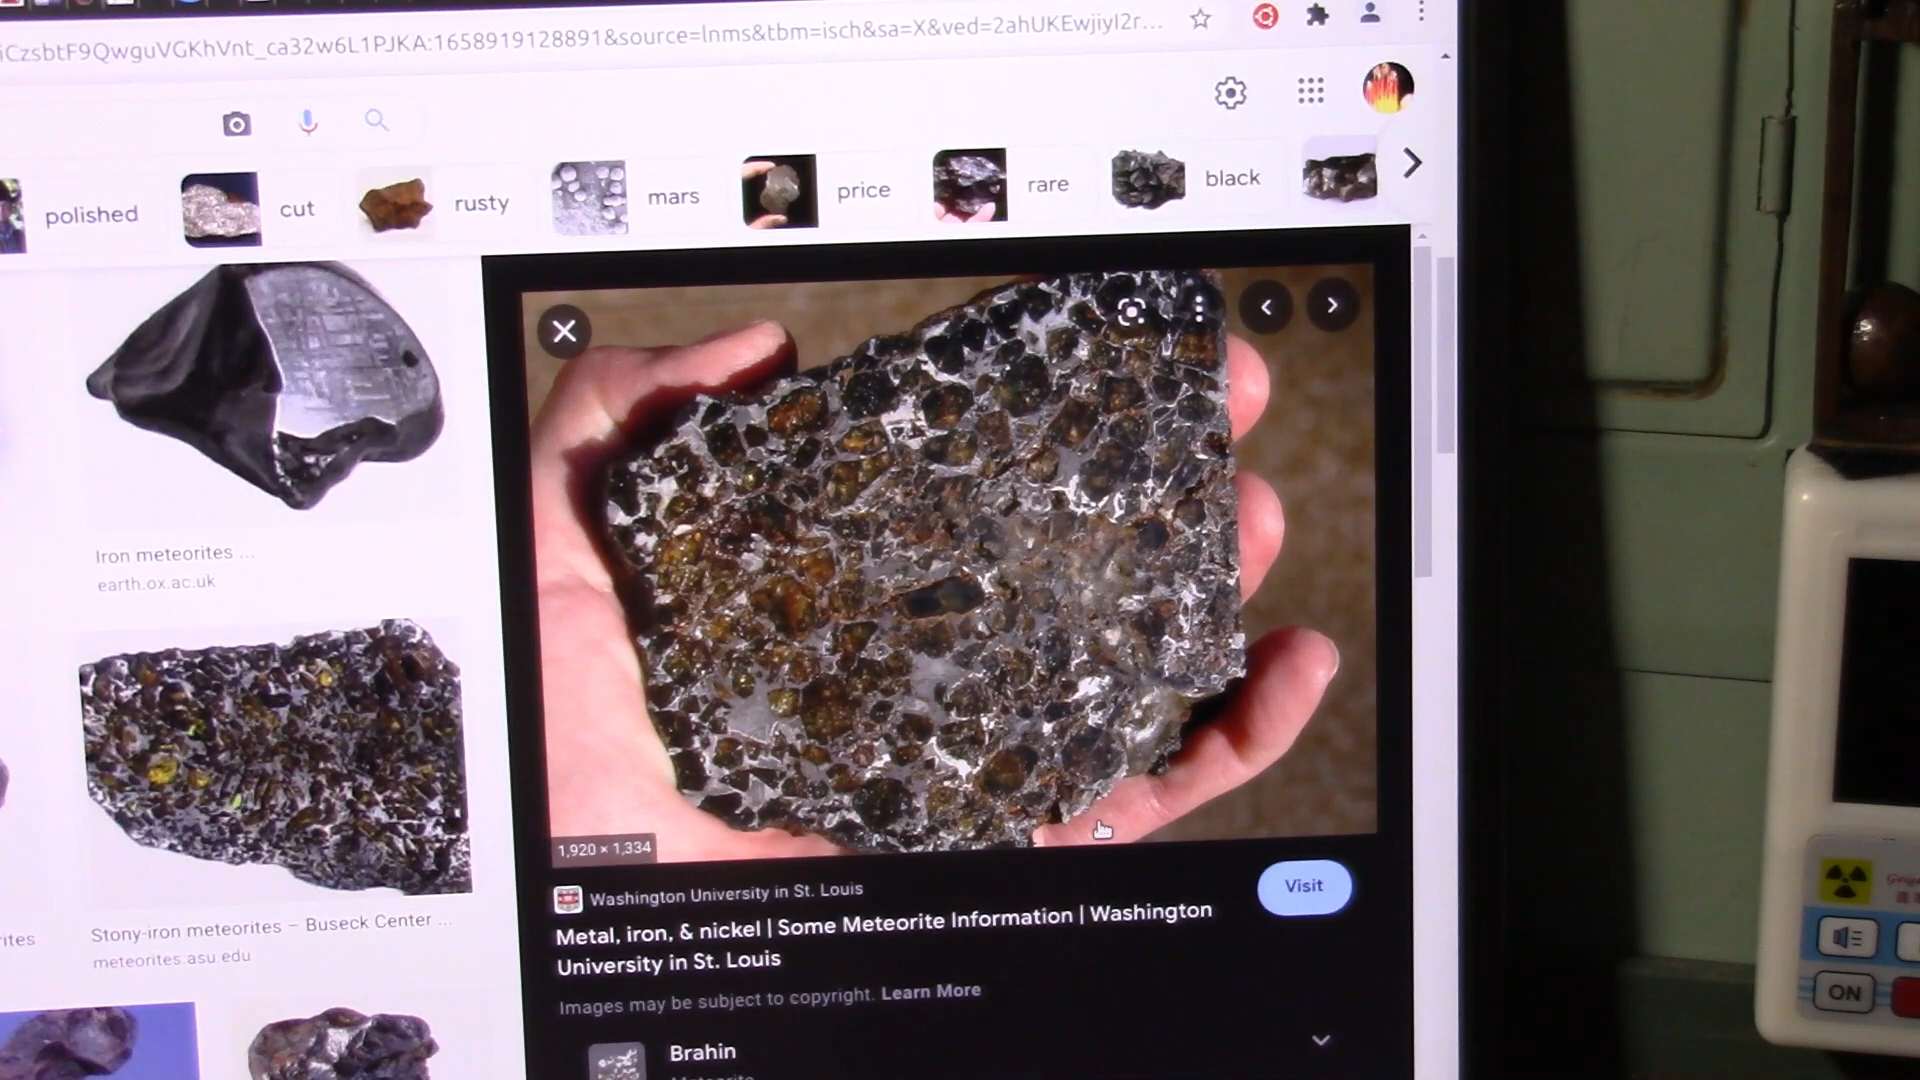 iCzsbtF9QwguVGKhVnt_ca32w6L1PJKA:1658919128891&source=lnms&tbm=isch&sa=X&ved=2ahUKEwjiyI2r...
polished
cut
rusty
mars
price
rare
black
Iron meteorites ...
earth.ox.ac.uk
ites
Stony-iron meteorites – Buseck Center ...
meteorites.asu.edu
1,920 × 1,334
Washington University in St. Louis
Visit
Metal, iron, & nickel | Some Meteorite Information | Washington
University in St. Louis
Images may be subject to copyright. Learn More
Brahin
Meteorite
ON